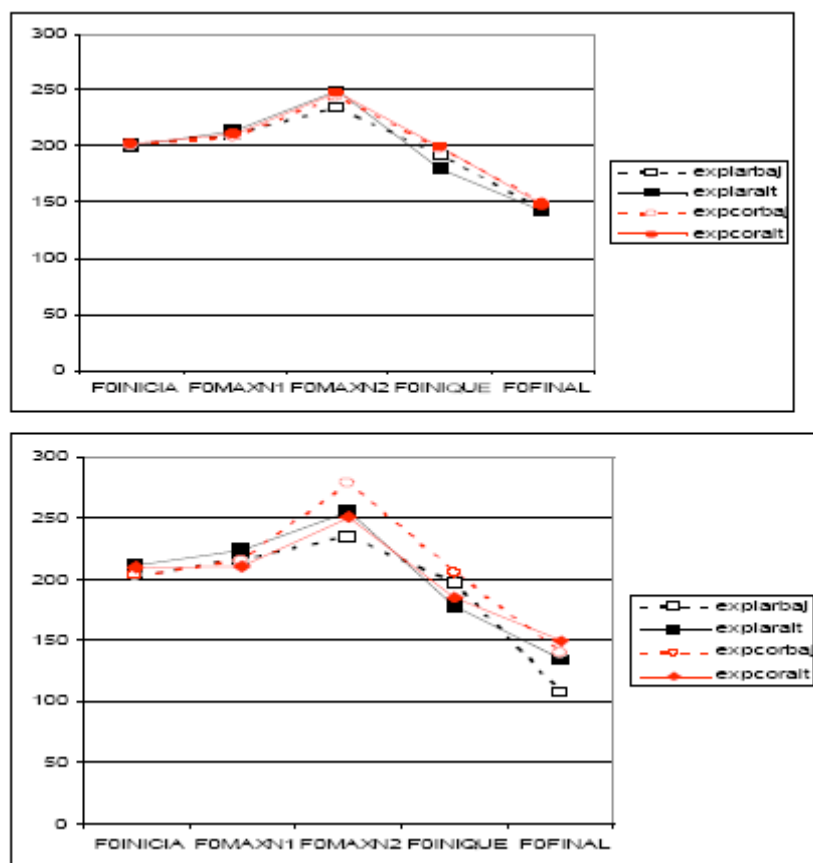 300
250
200
150
100
50
0
F0INICIA F0MAXN1 F0MAXN2 F0INIQUE F0FINAL
explarbaj
explaralt
expcorbaj
expcoralt
300
250
200
150
100
50
0
F0INICIA F0MAXN1 F0MAXN2 F0INIQUE F0FINAL
explarbaj
explaralt
expcorbaj
expcoralt